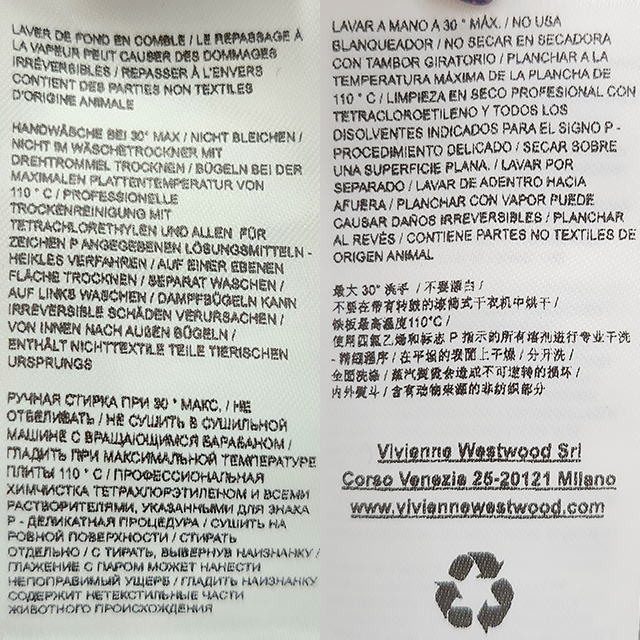 LAVER DE FOND EN COMBLE / LE REPASSAGE À
LA VAPEUR PEUT CAUSER DES DOMMAGES
IRRÉVERSIBLES / REPASSER À L'ENVERS
CONTIENT DES PARTIES NON TEXTILES
D'ORIGINE ANIMALE
HANDWÄSCHE BEI 30° MAX / NICHT BLEICHEN /
NICHT IM WÄSCHETROCKNER MIT
DREHTROMMEL TROCKNEN / BÜGELN BEI DER
MAXIMALEN PLATTENTEMPERATUR VON
110 ° C / PROFESSIONELLE
TROCKENREINIGUNG MIT
TETRACHLORETHYLEN UND ALLEN FÜR
ZEICHEN P ANGEGEBENEN LÖSUNGSMITTELN -
HEIKLES VERFAHREN / AUF EINER EBENEN
FLÄCHE TROCKNEN / SEPARAT WASCHEN /
AUF LINKS WASCHEN / DAMPFBÜGELN KANN
IRREVERSIBLE SCHÄDEN VERURSACHEN /
VON INNEN NACH AUßEN BÜGELN /
ENTHÄLT NICHTTEXTILE TEILE TIERISCHEN
URSPRUNGS
РУЧНАЯ СТИРКА ПРИ 30 ° МАКС. / НЕ
ОТБЕЛИВАТЬ / НЕ СУШИТЬ В СУШИЛЬНОЙ
МАШИНЕ С ВРАЩАЮЩИМСЯ БАРАБАНОМ /
ГЛАДИТЬ ПРИ МАКСИМАЛЬНОЙ ТЕМПЕРАТУРЕ
ПЛИТЫ 110 ° C / ПРОФЕССИОНАЛЬНАЯ
ХИМЧИСТКА ТЕТРАХЛОРЭТИЛЕНОМ И ВСЕМИ
РАСТВОРИТЕЛЯМИ, УКАЗАННЫМИ ДЛЯ ЗНАКА
P - ДЕЛИКАТНАЯ ПРОЦЕДУРА / СУШИТЬ НА
РОВНОЙ ПОВЕРХНОСТИ / СТИРАТЬ
ОТДЕЛЬНО / С ТИРАТЬ, ВЫВЕРНУВ НАИЗНАНКУ /
ГЛАЖЕНИЕ С ПАРОМ МОЖЕТ НАНЕСТИ
НЕПОПРАВИМЫЙ УЩЕРБ / ГЛАДИТЬ НАИЗНАНКУ
СОДЕРЖИТ НЕТЕКСТИЛЬНЫЕ ЧАСТИ
ЖИВОТНОГО ПРОИСХОЖДЕНИЯ
LAVAR A MANO A 30 ° MÁX. / NO USA
BLANQUEADOR / NO SECAR EN SECADORA
CON TAMBOR GIRATORIO / PLANCHAR A LA
TEMPERATURA MÁXIMA DE LA PLANCHA DE
110 ° C / LIMPIEZA EN SECO PROFESIONAL CON
TETRACLOROETILENO Y TODOS LOS
DISOLVENTES INDICADOS PARA EL SIGNO P -
PROCEDIMIENTO DELICADO / SECAR SOBRE
UNA SUPERFICIE PLANA. / LAVAR POR
SEPARADO / LAVAR DE ADENTRO HACIA
AFUERA / PLANCHAR CON VAPOR PUEDE
CAUSAR DAÑOS IRREVERSIBLES / PLANCHAR
AL REVÉS / CONTIENE PARTES NO TEXTILES DE
ORIGEN ANIMAL
最大 30° 洗手 / 不要漂白 /
不要在带有转鼓的滚筒式干衣机中烘干 /
铁板最高温度110°C /
使用四氯乙烯和标志 P 指示的所有溶剂进行专业干洗
- 精细程序 / 在平坦的表面上干燥 / 分开洗 /
全面洗涤 / 蒸汽熨烫会造成不可逆转的损坏 /
内外熨斗 / 含有动物来源的非纺织部分
Vivienne Westwood Srl
Corso Venezia 25-20121 Milano
www.viviennewestwood.com